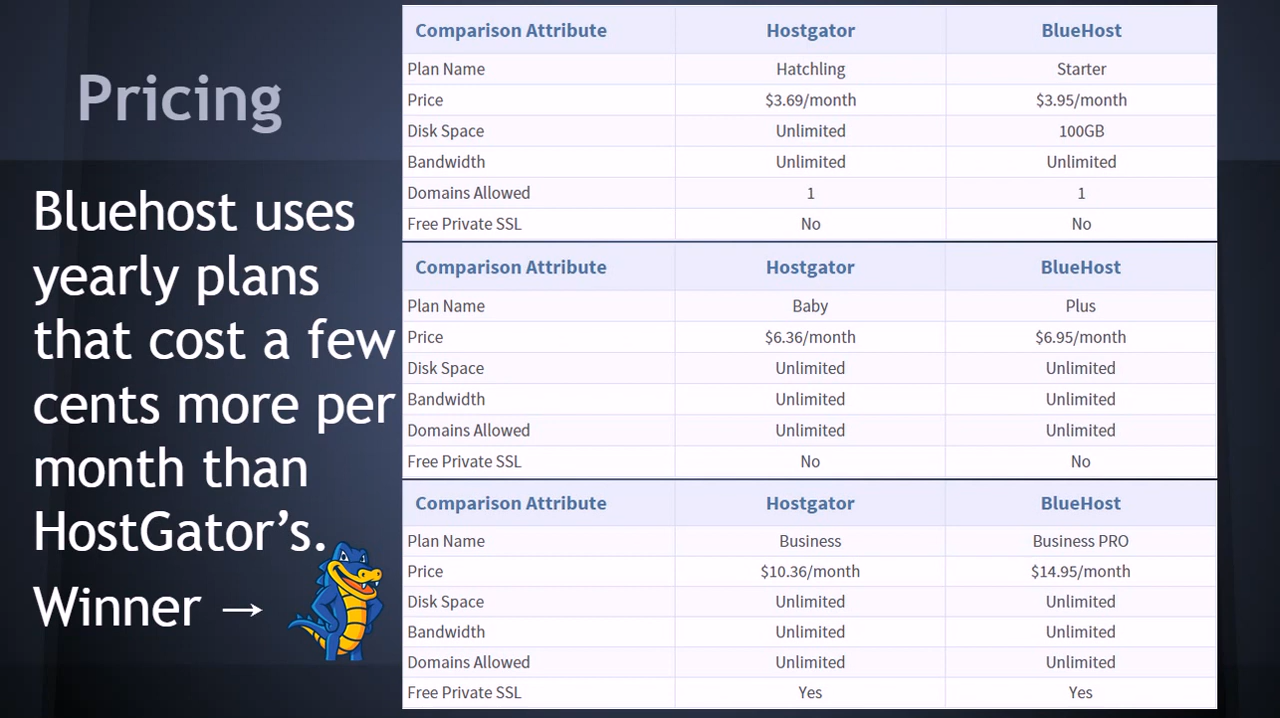 Pricing
Bluehost uses
yearly plans
that cost a few
cents more per
month than
HostGator’s.
Winner →
Comparison Attribute Hostgator BlueHost
Plan Name Hatchling Starter
Price $3.69/month $3.95/month
Disk Space Unlimited 100GB
Bandwidth Unlimited Unlimited
Domains Allowed 1 1
Free Private SSL No No
Comparison Attribute Hostgator BlueHost
Plan Name Baby Plus
Price $6.36/month $6.95/month
Disk Space Unlimited Unlimited
Bandwidth Unlimited Unlimited
Domains Allowed Unlimited Unlimited
Free Private SSL No No
Comparison Attribute Hostgator BlueHost
Plan Name Business Business PRO
Price $10.36/month $14.95/month
Disk Space Unlimited Unlimited
Bandwidth Unlimited Unlimited
Domains Allowed Unlimited Unlimited
Free Private SSL Yes Yes